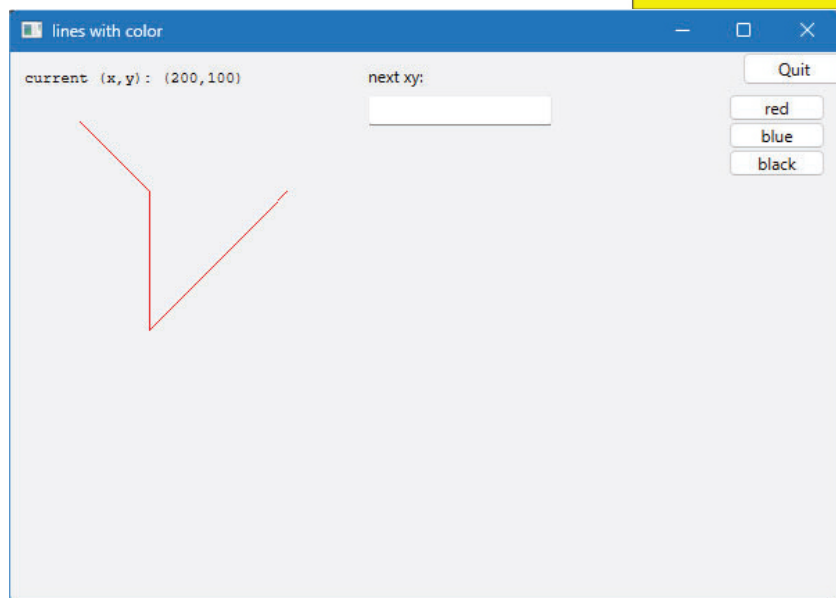 lines with color
current (x,y): (200,100)
next xy:
Quit
red
blue
black